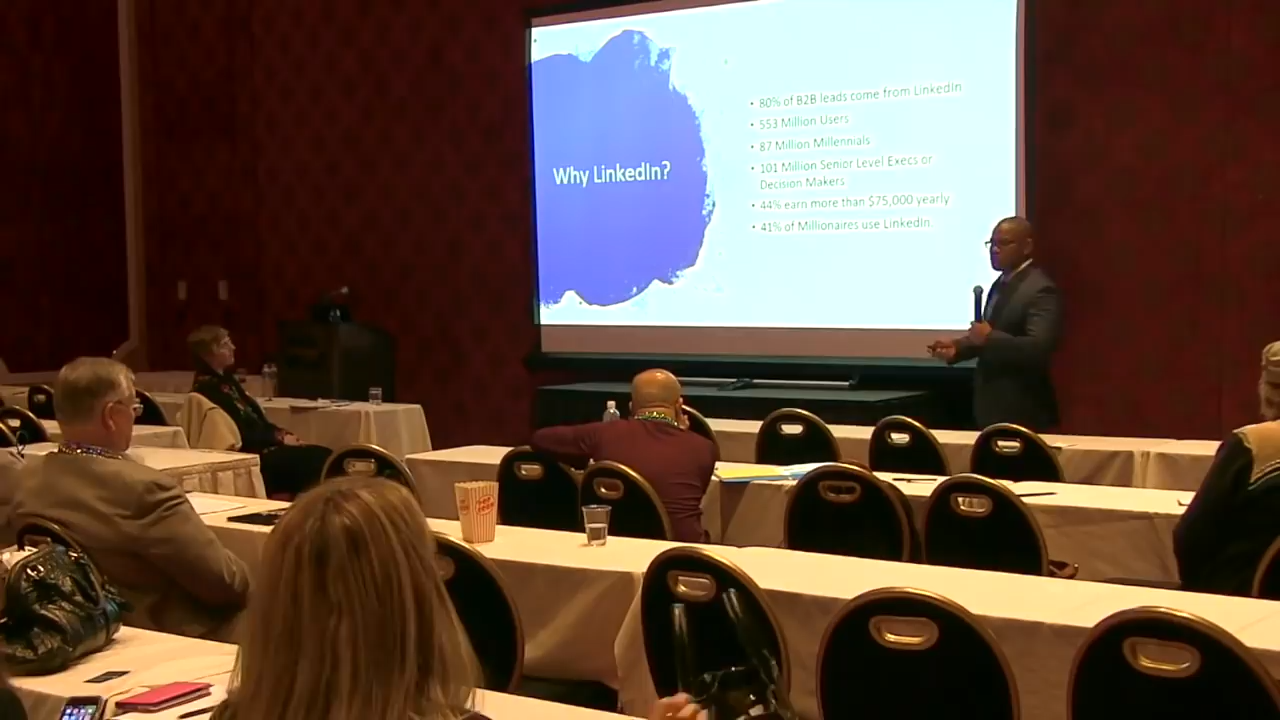 Why LinkedIn?
• 80% of B2B leads come from LinkedIn
• 553 Million Users
• 87 Million Millennials
• 101 Million Senior Level Execs or
Decision Makers
• 44% earn more than $75,000 yearly
• 41% of Millionaires use LinkedIn